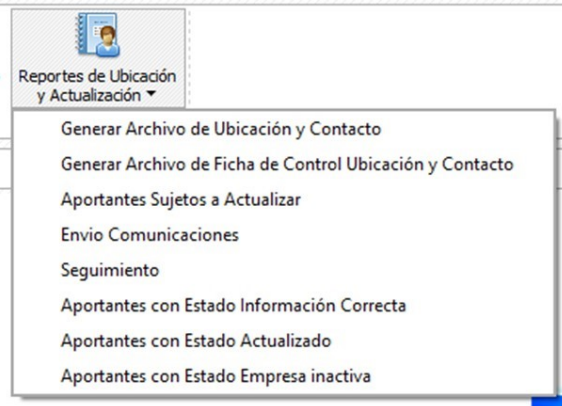 Reportes de Ubicación
y Actualización
Generar Archivo de Ubicación y Contacto
Generar Archivo de Ficha de Control Ubicación y Contacto
Aportantes Sujetos a Actualizar
Envio Comunicaciones
Seguimiento
Aportantes con Estado Información Correcta
Aportantes con Estado Actualizado
Aportantes con Estado Empresa inactiva